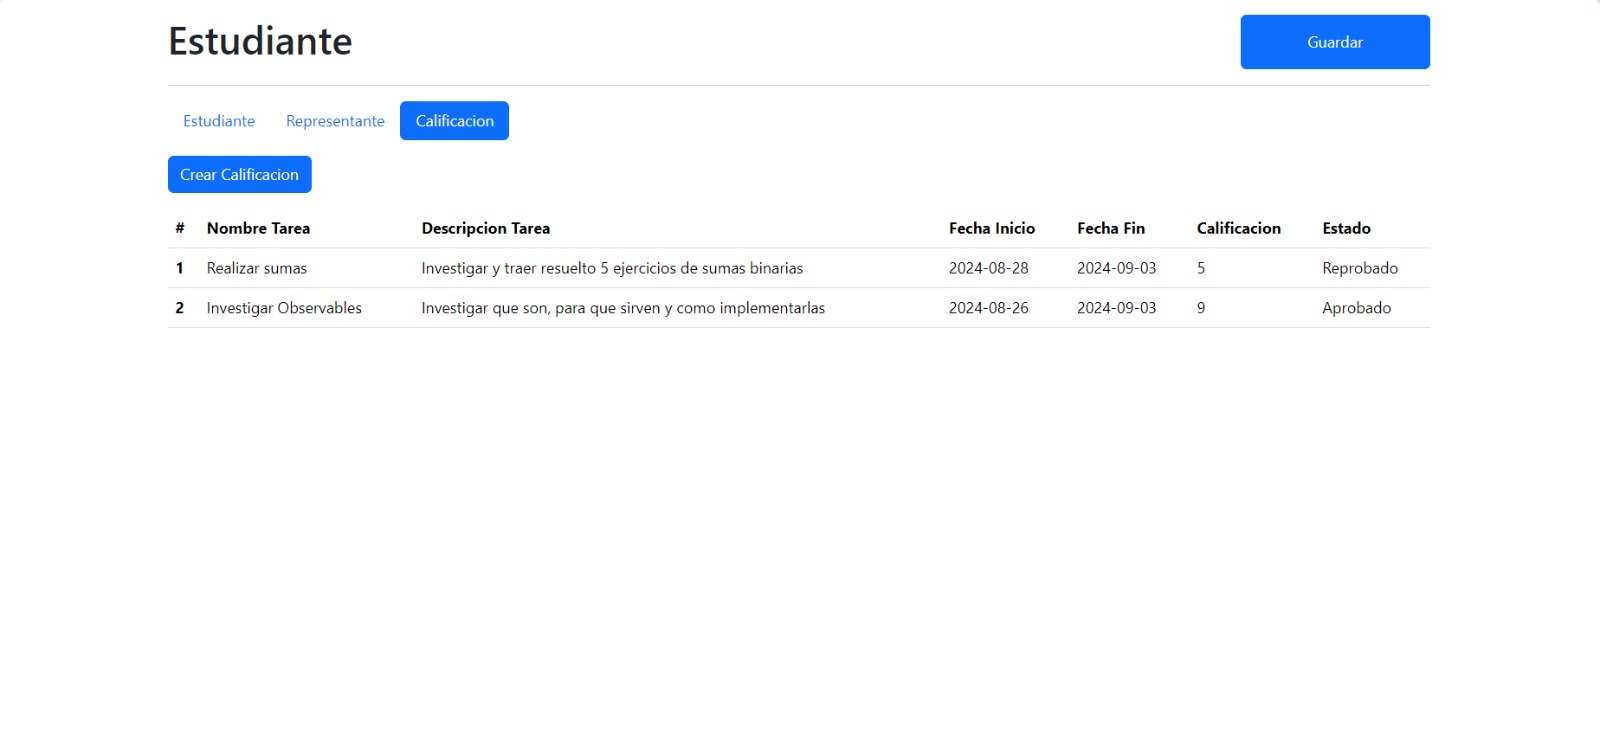 Estudiante Guardar
Estudiante Representante Calificacion
Crear Calificacion
# Nombre Tarea Descripcion Tarea Fecha Inicio Fecha Fin Calificacion Estado
1 Realizar sumas Investigar y traer resuelto 5 ejercicios de sumas binarias 2024-08-28 2024-09-03 5 Reprobado
2 Investigar Observables Investigar que son, para que sirven y como implementarlas 2024-08-26 2024-09-03 9 Aprobado